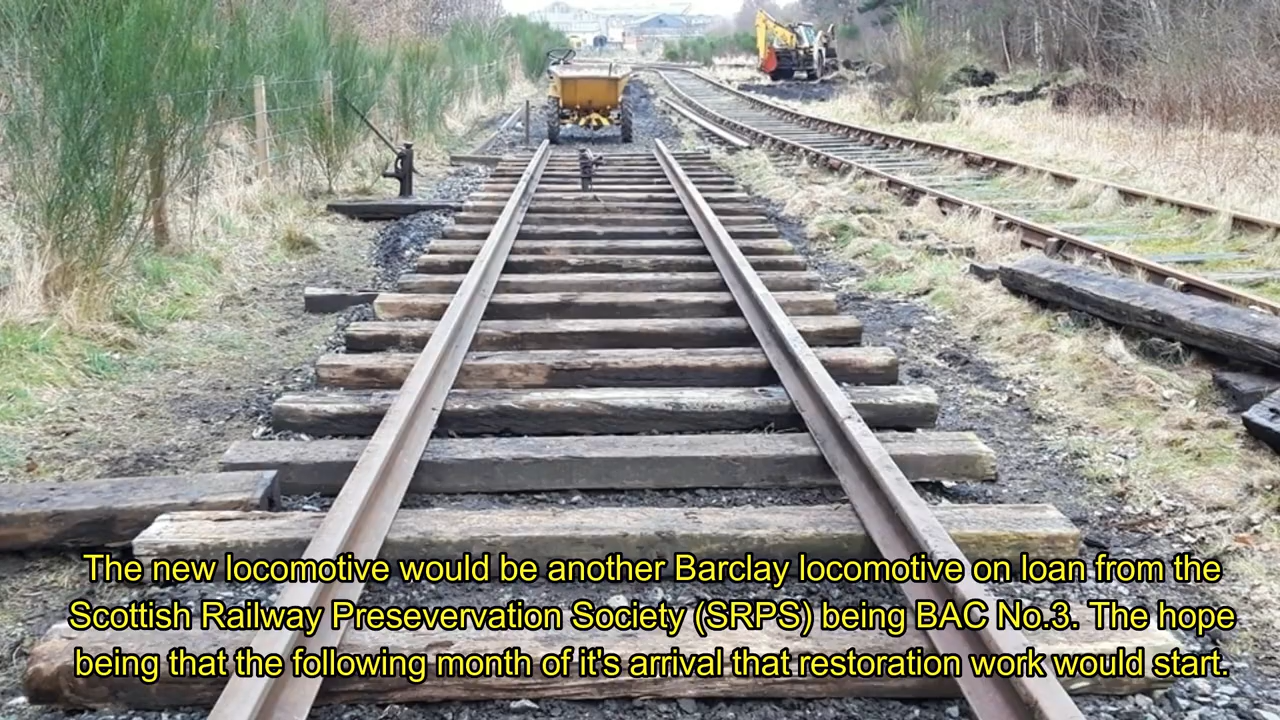 The new locomotive would be another Barclay locomotive on loan from the
Scottish Railway Presevervation Society (SRPS) being BAC No.3. The hope
being that the following month of it's arrival that restoration work would start.